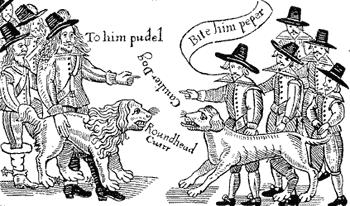 To him pudel
Bite him peper
Cavalier Dog
Roundhead
Curr